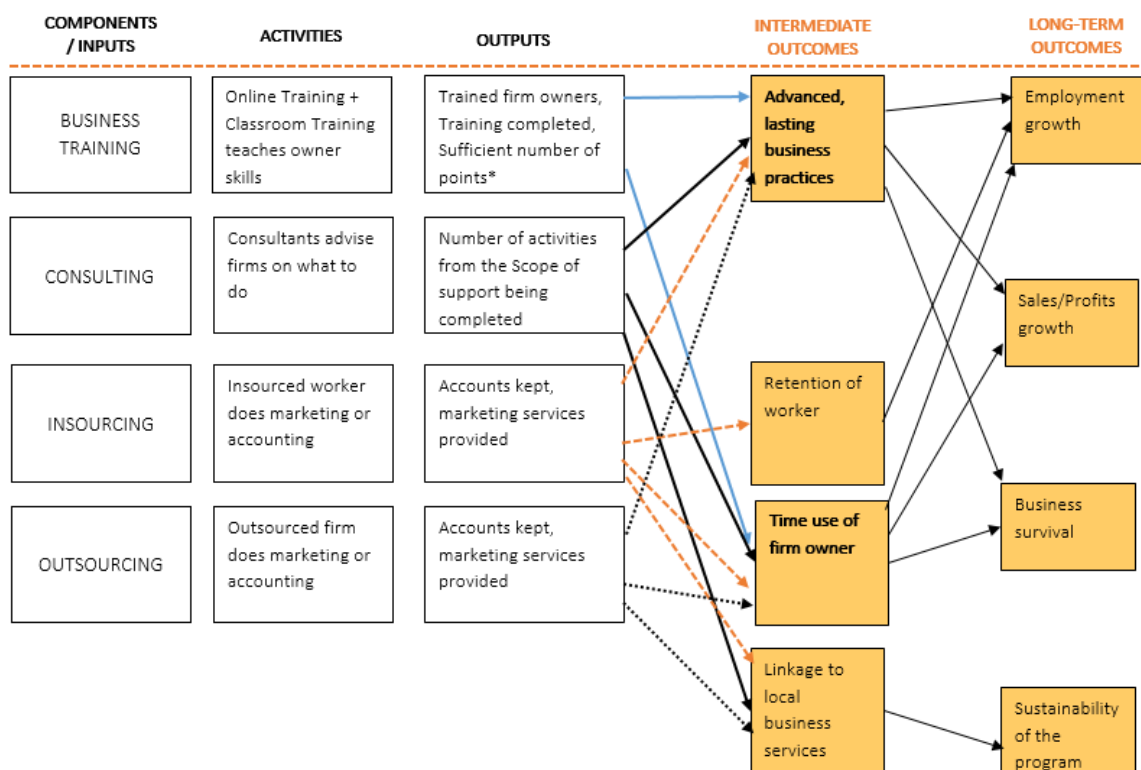 COMPONENTS
/ INPUTS
ACTIVITIES
OUTPUTS
INTERMEDIATE
OUTCOMES
LONG-TERM
OUTCOMES
BUSINESS
TRAINING
Online Training +
Classroom Training
teaches owner
skills
Trained firm owners,
Training completed,
Sufficient number of
points*
Advanced,
lasting
business
practices
Employment
growth
CONSULTING
Consultants advise
firms on what to
do
Number of activities
from the Scope of
support being
completed
Sales/Profits
growth
INSOURCING
Insourced worker
does marketing or
accounting
Accounts kept,
marketing services
provided
Retention of
worker
OUTSOURCING
Outsourced firm
does marketing or
accounting
Accounts kept,
marketing services
provided
Time use of
firm owner
Business
survival
Linkage to
local
business
services
Sustainability
of the
program